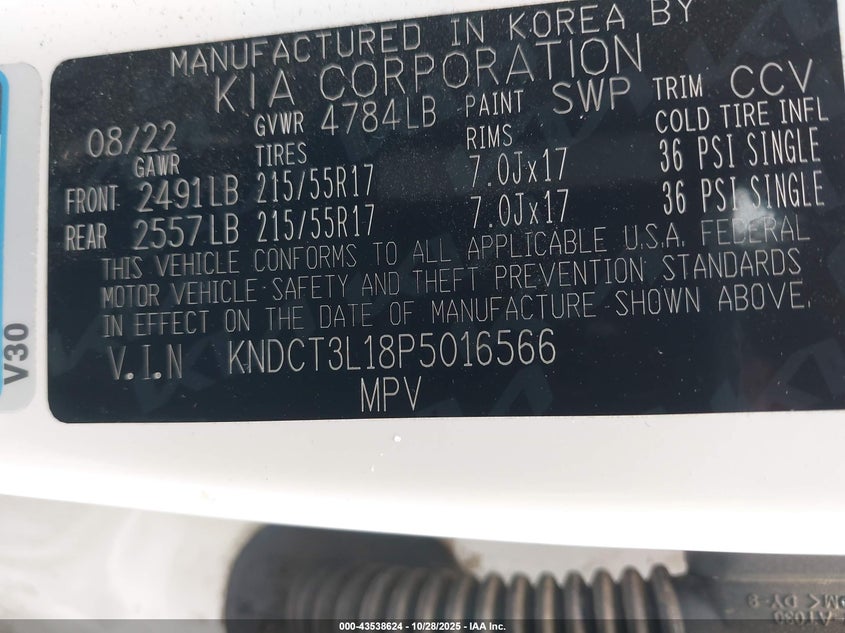 MANUFACTURED IN KOREA BY
KIA CORPORATION
08/22 GVWR 4784LB PAINT SWP TRIM CCV
GAWR TIRES RIMS COLD TIRE INFL
FRONT 2491LB 215/55R17 7.0Jx17 36 PSI SINGLE
REAR 2557LB 215/55R17 7.0Jx17 36 PSI SINGLE
THIS VEHICLE CONFORMS TO ALL APPLICABLE U.S.A. FEDERAL
MOTOR VEHICLE SAFETY AND THEFT PREVENTION STANDARDS
IN EFFECT ON THE DATE OF MANUFACTURE SHOWN ABOVE.
V.I.N KNDCT3L18P5016566
MPV
V30
000-43538624 - 10/28/2025 - IAA Inc.